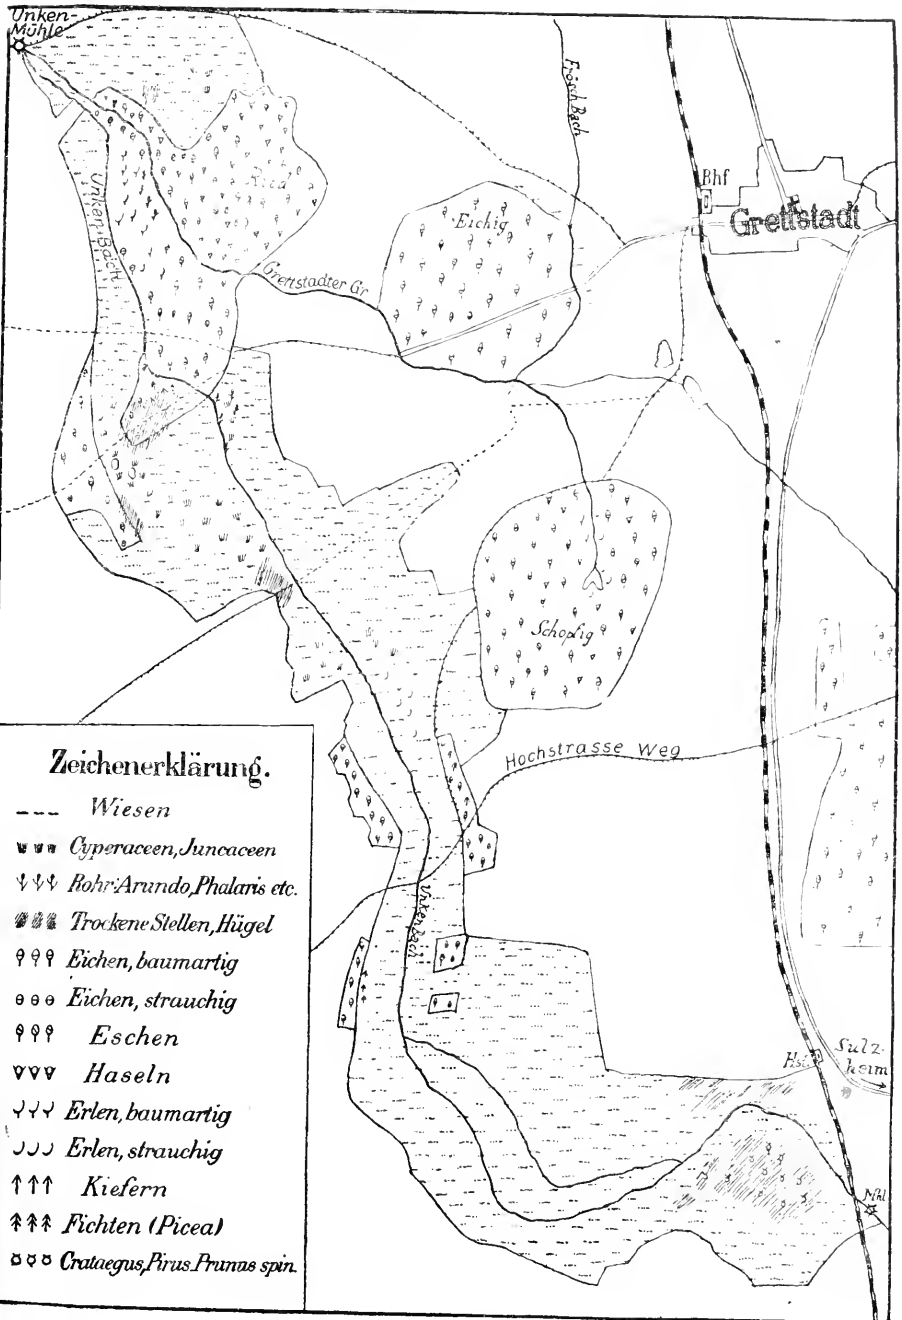 Unken-
Mühle
Frösch Bach
Bhf
Grettstadt
Ried
Eichig
Unken-Bach
Grettstadter Gr.
Schopfig
Hochstrasse Weg
Unkenbach
Hst.
Sulz-
heim
Mhl
Zeichenerklärung.
Wiesen
Cyperaceen, Juncaceen
Rohr: Arundo, Phalaris etc.
Trockene Stellen, Hügel
Eichen, baumartig
Eichen, strauchig
Eschen
Haseln
Erlen, baumartig
Erlen, strauchig
Kiefern
Fichten (Picea)
Crataegus, Pirus Prunus spin.